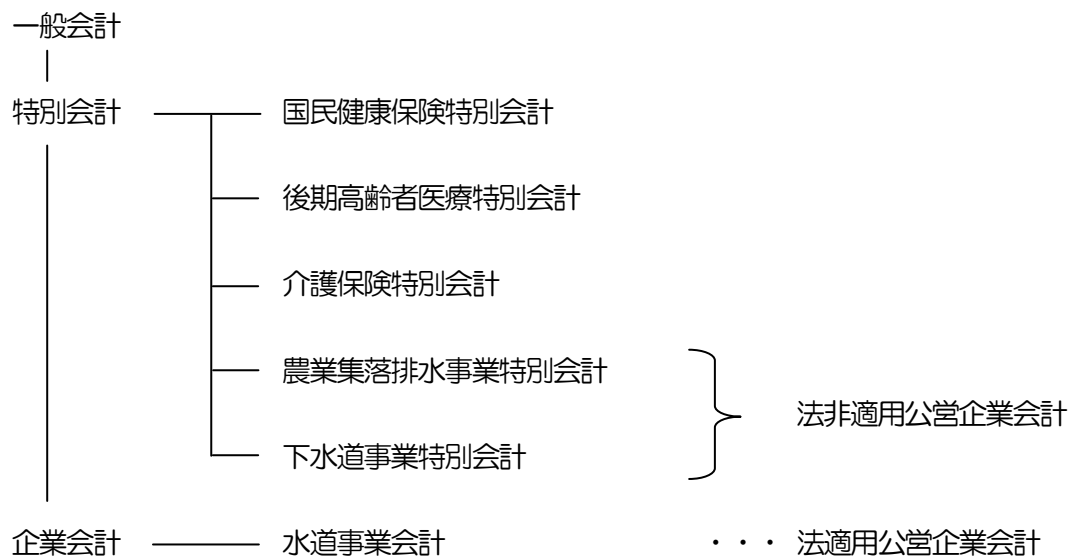 一般会計
特別会計 国民健康保険特別会計
後期高齢者医療特別会計
介護保険特別会計
農業集落排水事業特別会計
法非適用公営企業会計
下水道事業特別会計
企業会計 水道事業会計 ・・・ 法適用公営企業会計